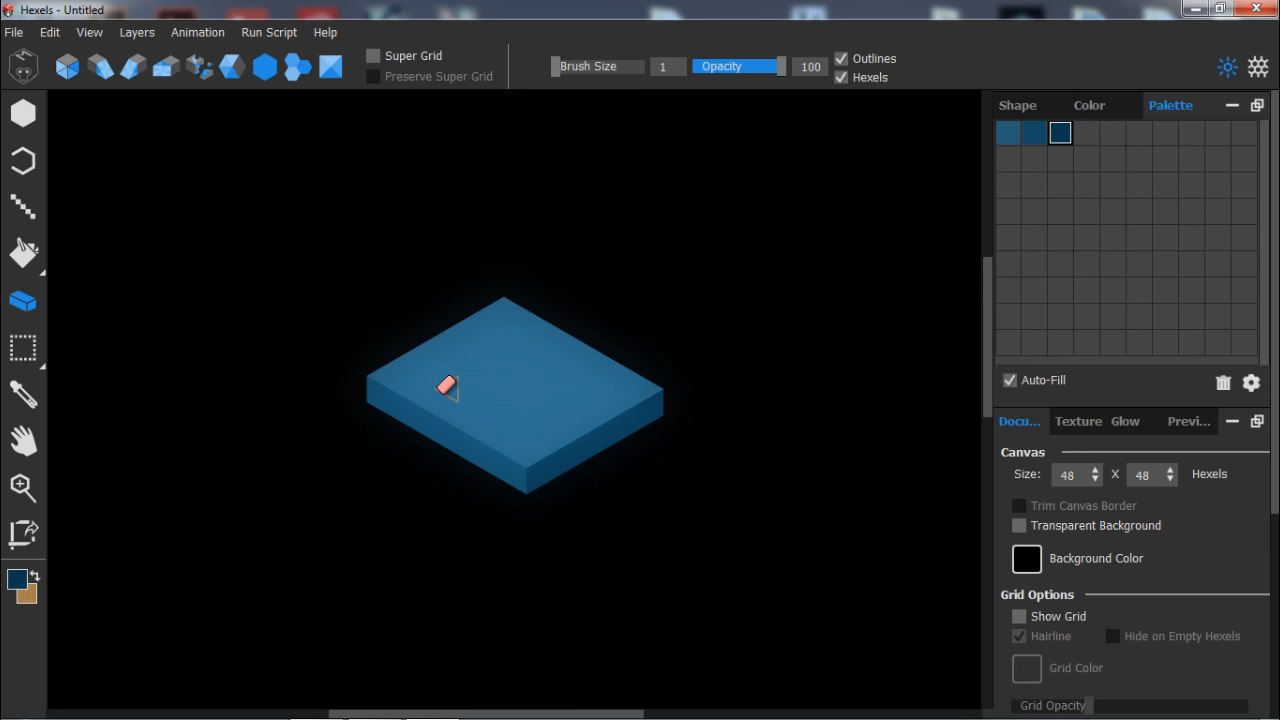 Hexels - Untitled
File Edit View Layers Animation Run Script Help
Super Grid
Preserve Super Grid
Brush Size 1 Opacity 100
Outlines
Hexels
Shape Color Palette
Auto-Fill
Docu... Texture Glow Previ...
Canvas
Size: 48 X 48 Hexels
Trim Canvas Border
Transparent Background
Background Color
Grid Options
Show Grid
Hairline Hide on Empty Hexels
Grid Color
Grid Opacity